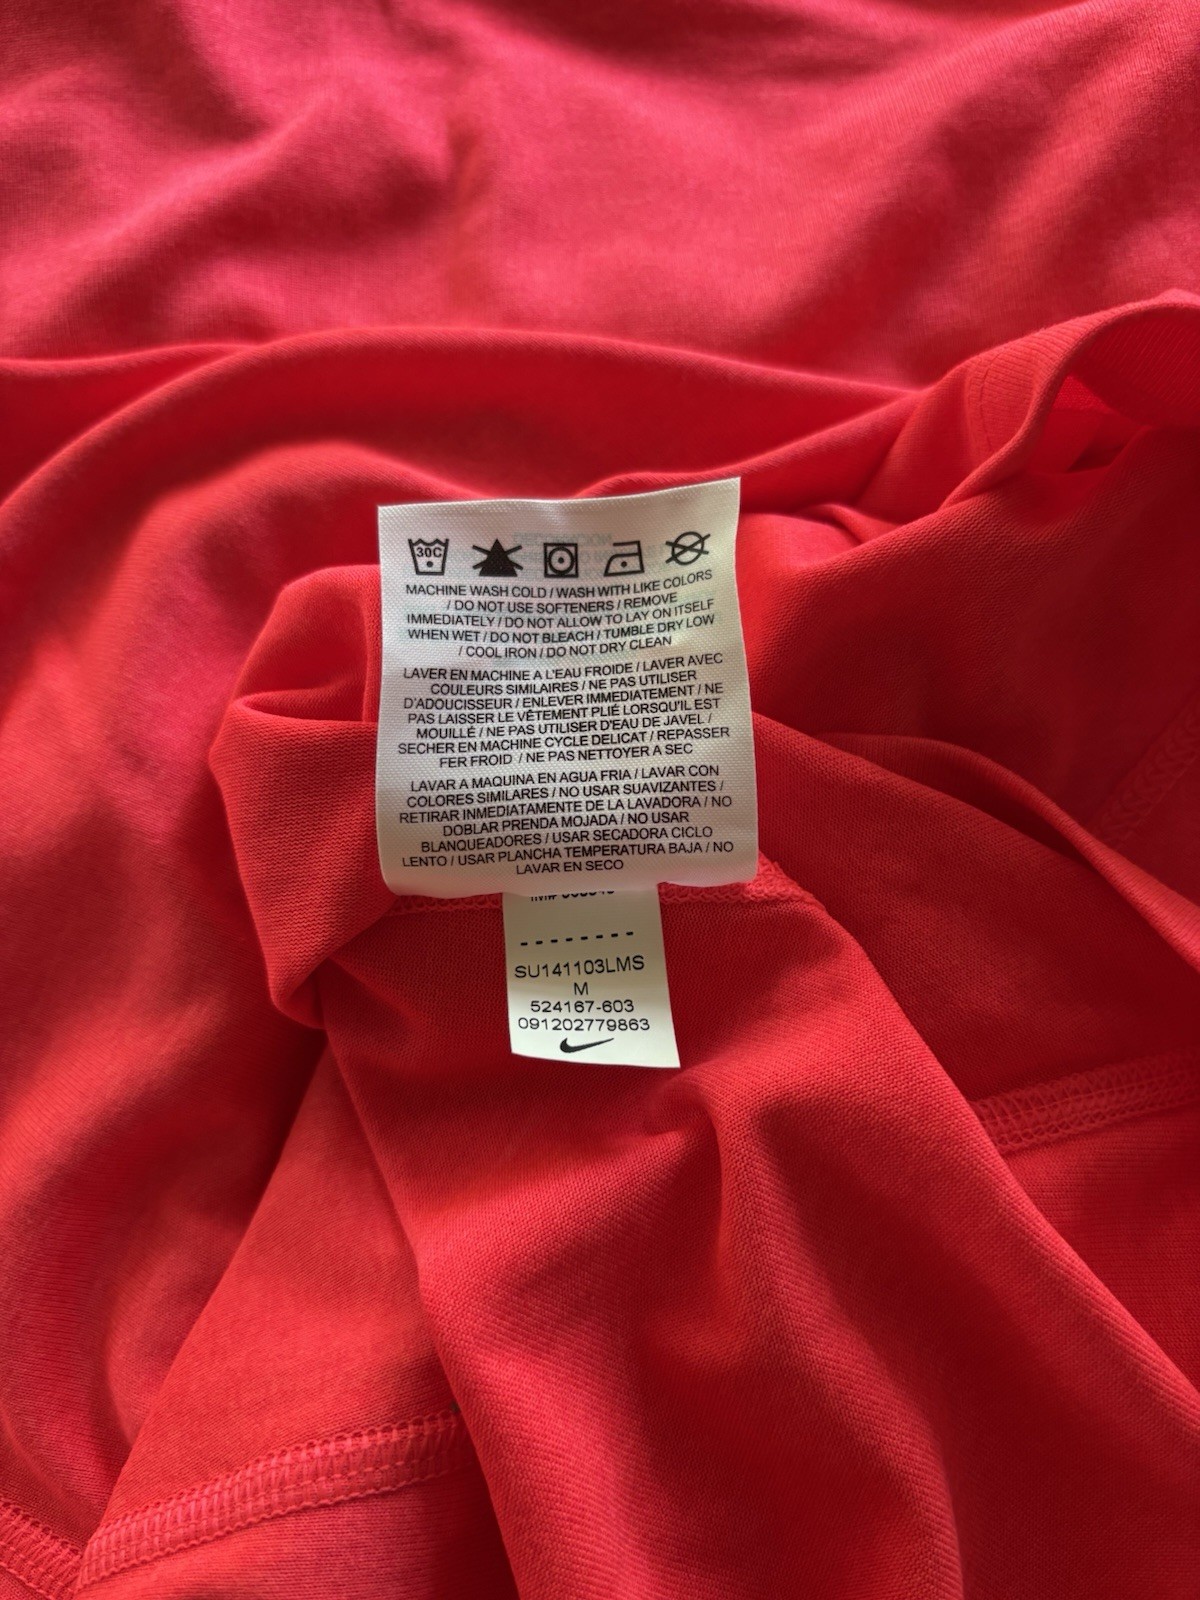 30C
MACHINE WASH COLD / WASH WITH LIKE COLORS
/ DO NOT USE SOFTENERS / REMOVE
IMMEDIATELY / DO NOT ALLOW TO LAY ON ITSELF
WHEN WET / DO NOT BLEACH / TUMBLE DRY LOW
/ COOL IRON / DO NOT DRY CLEAN
LAVER EN MACHINE A L'EAU FROIDE / LAVER AVEC
COULEURS SIMILAIRES / NE PAS UTILISER
D'ADOUCISSEUR / ENLEVER IMMEDIATEMENT / NE
PAS LAISSER LE VÊTEMENT PLIÉ LORSQU'IL EST
MOUILLÉ / NE PAS UTILISER D'EAU DE JAVEL /
SECHER EN MACHINE CYCLE DELICAT / REPASSER
FER FROID / NE PAS NETTOYER A SEC
LAVAR A MAQUINA EN AGUA FRIA / LAVAR CON
COLORES SIMILARES / NO USAR SUAVIZANTES /
RETIRAR INMEDIATAMENTE DE LA LAVADORA / NO
DOBLAR PRENDA MOJADA / NO USAR
BLANQUEADORES / USAR SECADORA CICLO
LENTO / USAR PLANCHA TEMPERATURA BAJA / NO
LAVAR EN SECO
--------
SU141103LMS
M
524167-603
091202779863